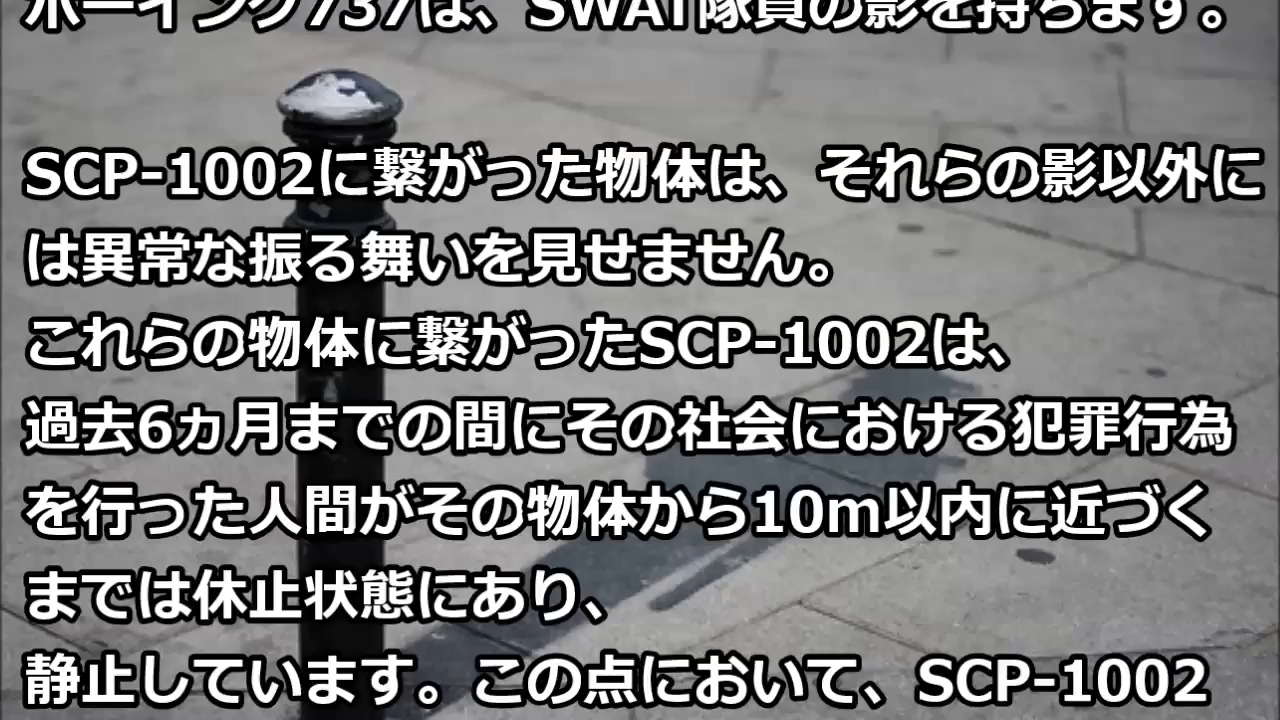 ボーイング737は、SWAT隊員の影を持ちます。
SCP-1002に繋がった物体は、それらの影以外に
は異常な振る舞いを見せません。
これらの物体に繋がったSCP-1002は、
過去6ヵ月までの間にその社会における犯罪行為
を行った人間がその物体から10m以内に近づく
までは休止状態にあり、
静止しています。この点において、SCP-1002